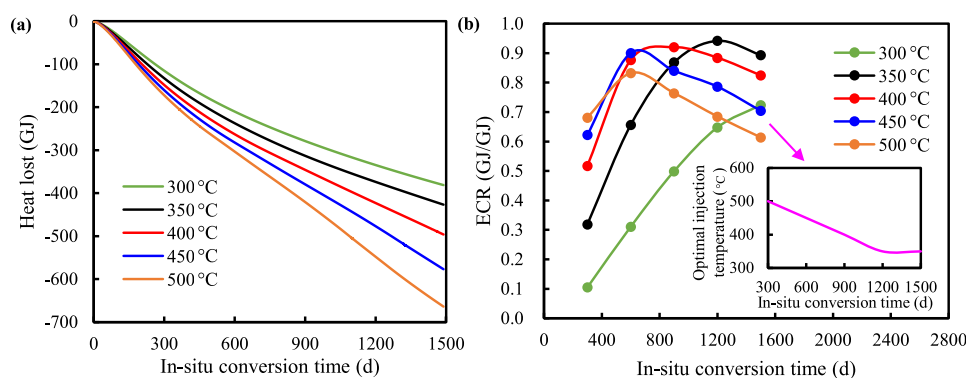 (a)
Heat lost (GJ)
0
-100
-200
-300
-400
-500
-600
-700
300 °C
350 °C
400 °C
450 °C
500 °C
0 300 600 900 1200 1500
In-situ conversion time (d)
(b)
ECR (GJ/GJ)
1.0
0.9
0.8
0.7
0.6
0.5
0.4
0.3
0.2
0.1
0.0
300 °C
350 °C
400 °C
450 °C
500 °C
Optimal injection
temperature (°C)
600
500
400
300
300 600 900 1200 1500
In-situ conversion time (d)
0 400 800 1200 1600 2000 2400 2800
In-situ conversion time (d)